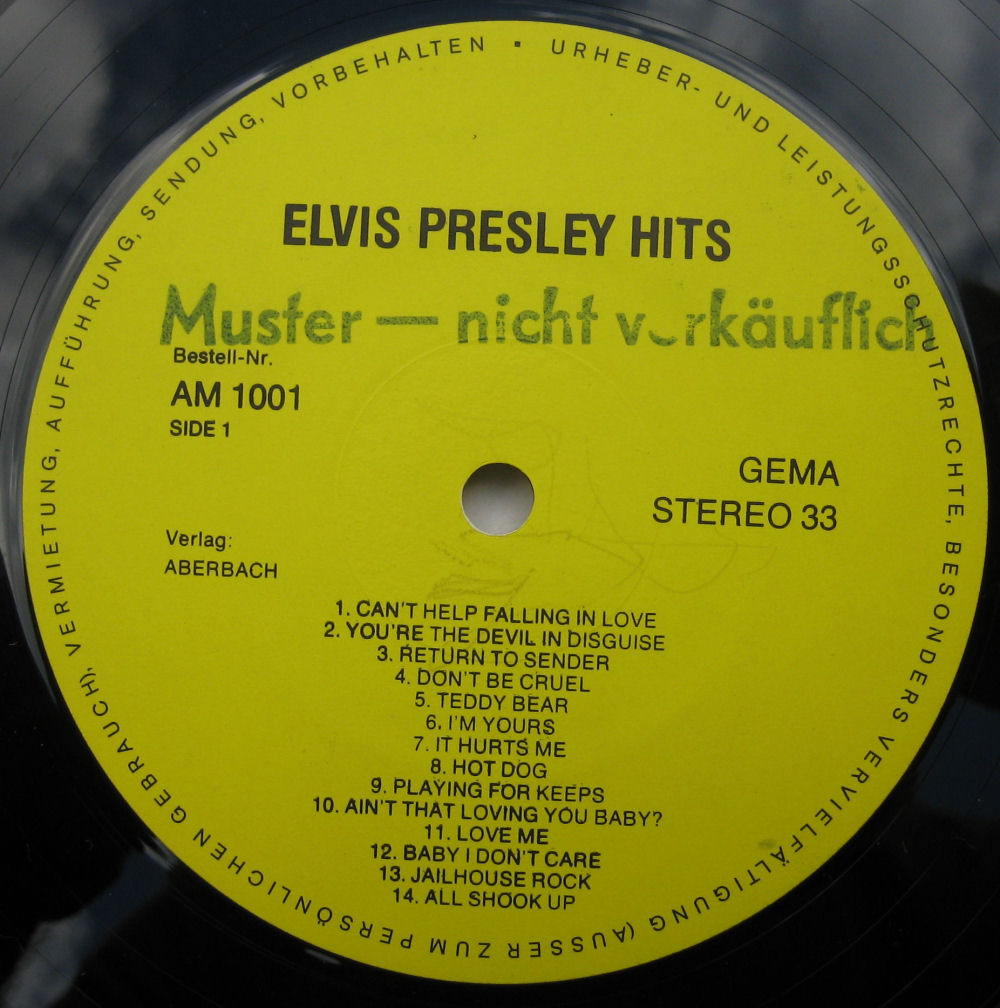 URHEBER- UND LEISTUNGSSCHUTZRECHTE, BESONDERS VERVIELFÄLTIGUNG (AUSSER ZUM PERSÖNLICHEN GEBRAUCH), VERMIETUNG, AUFFÜHRUNG, SENDUNG, VORBEHALTEN ▪
ELVIS PRESLEY HITS
Muster — nicht verkäuflich
Bestell-Nr.
AM 1001
SIDE 1
GEMA
STEREO 33
Verlag:
ABERBACH
1. CAN'T HELP FALLING IN LOVE
2. YOU'RE THE DEVIL IN DISGUISE
3. RETURN TO SENDER
4. DON'T BE CRUEL
5. TEDDY BEAR
6. I'M YOURS
7. IT HURTS ME
8. HOT DOG
9. PLAYING FOR KEEPS
10. AIN'T THAT LOVING YOU BABY?
11. LOVE ME
12. BABY I DON'T CARE
13. JAILHOUSE ROCK
14. ALL SHOOK UP